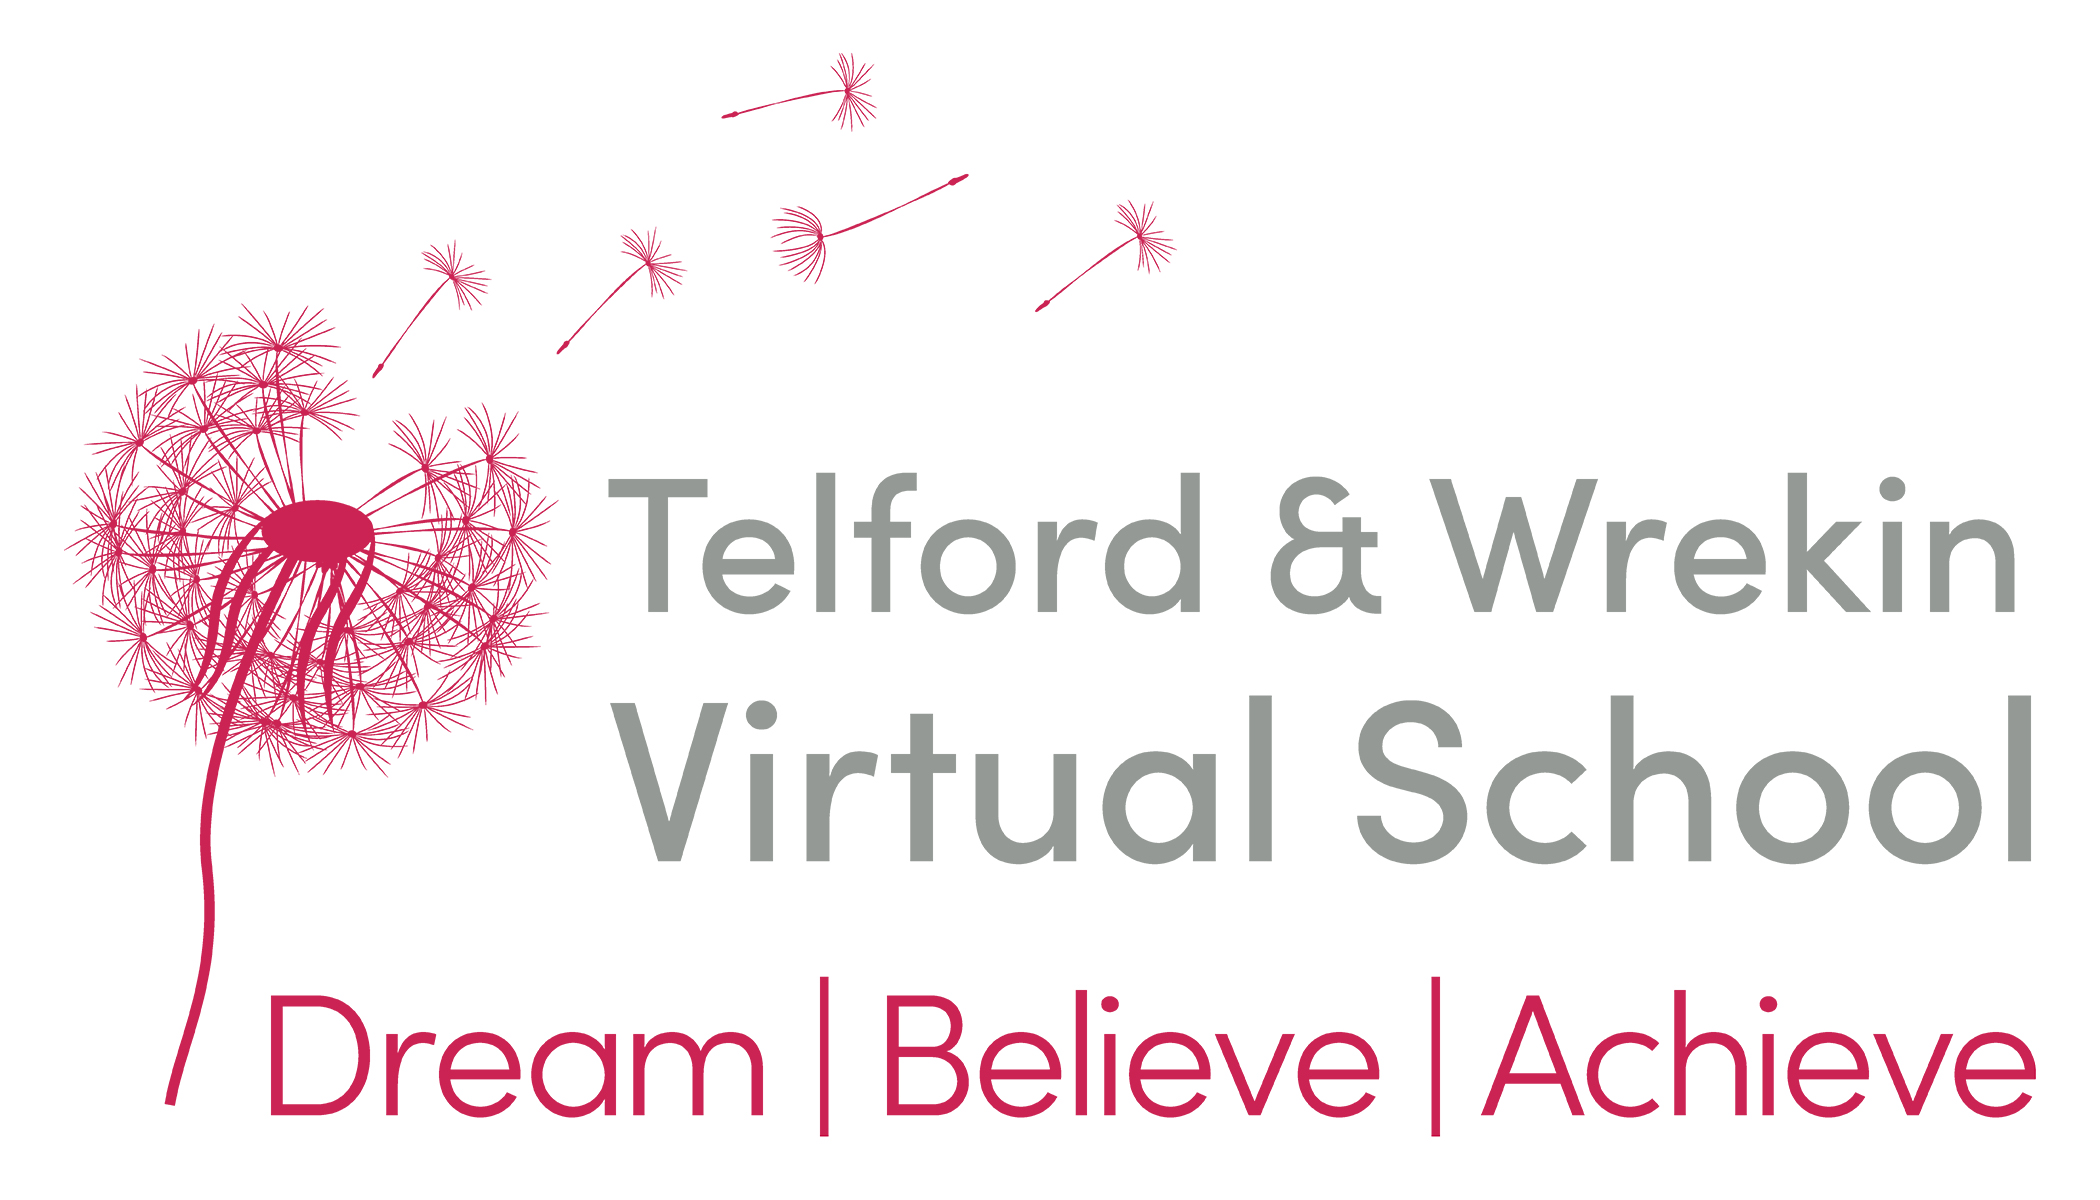 Telford & Wrekin
Virtual School
Dream | Believe | Achieve